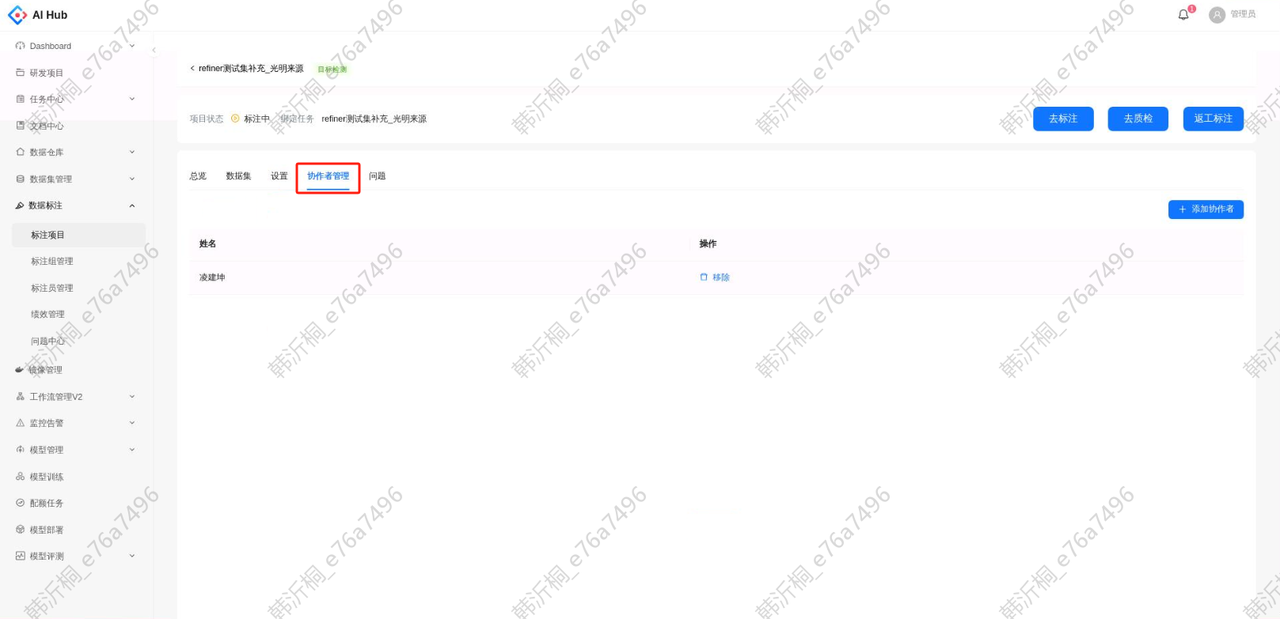 AI Hub
1
管理员
Dashboard
研发项目
任务中心
文档中心
数据仓库
数据集管理
数据标注
标注项目
标注组管理
标注员管理
绩效管理
问题中心
镜像管理
工作流管理V2
监控告警
模型管理
模型训练
配额任务
模型部署
模型评测
refiner测试集补充_光明来源 目标检测
项目状态 标注中 绑定任务 refiner测试集补充_光明来源
去标注 去质检 返工标注
总览 数据集 设置 协作者管理 问题
添加协作者
姓名 操作
凌建坤 移除
韩沂桐_e76a7496